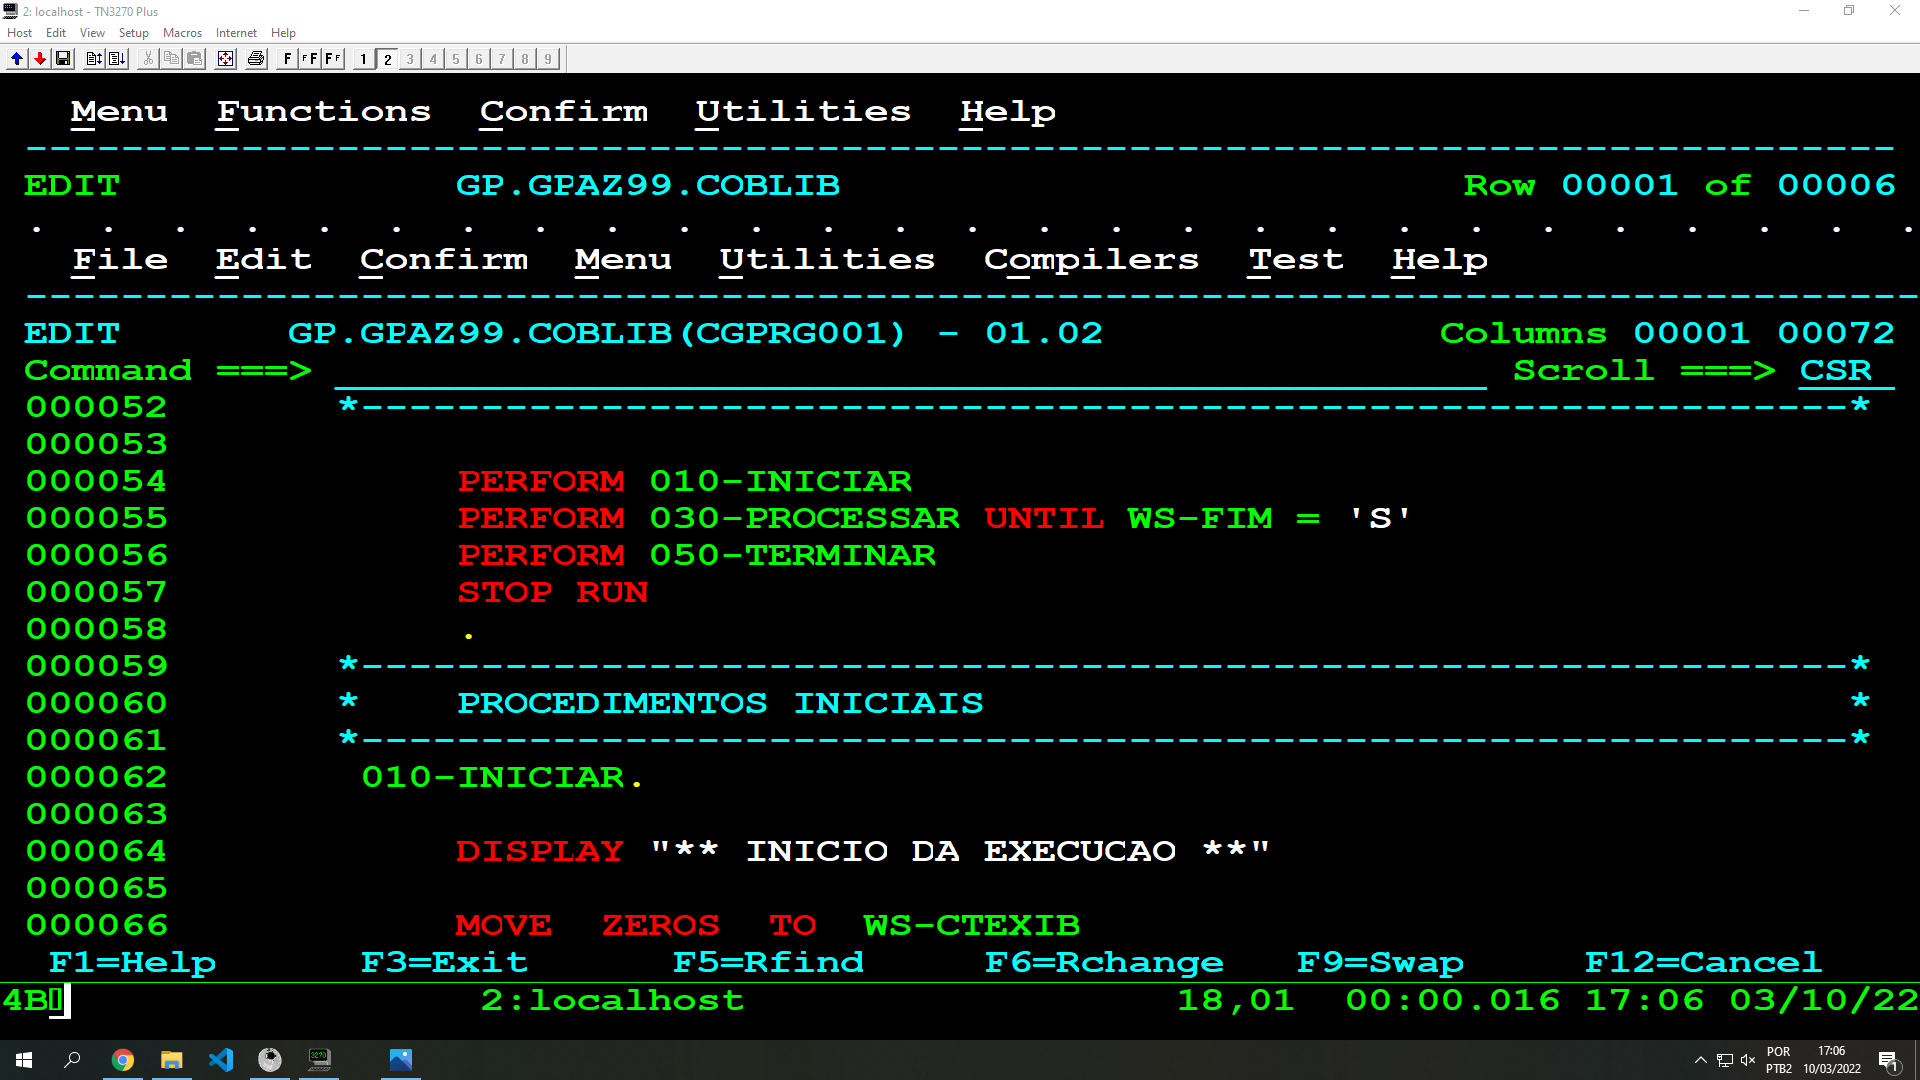 2: localhost - TN3270 Plus
Host Edit View Setup Macros Internet Help
F FF FF 1 2 3 4 5 6 7 8 9
Menu Functions Confirm Utilities Help
------------------------------------------------------------------------------
EDIT GP.GPAZ99.COBLIB Row 00001 of 00006
. . . . . . . . . . . . . . . . . . . . . . . . . . .
File Edit Confirm Menu Utilities Compilers Test Help
-------------------------------------------------------------------------------
EDIT GP.GPAZ99.COBLIB(CGPRG001) - 01.02 Columns 00001 00072
Command ===> ________________________________________________ Scroll ===> CSR
000052 *--------------------------------------------------------------*
000053
000054 PERFORM 010-INICIAR
000055 PERFORM 030-PROCESSAR UNTIL WS-FIM = 'S'
000056 PERFORM 050-TERMINAR
000057 STOP RUN
000058 .
000059 *--------------------------------------------------------------*
000060 * PROCEDIMENTOS INICIAIS *
000061 *--------------------------------------------------------------*
000062 010-INICIAR.
000063
000064 DISPLAY "** INICIO DA EXECUCAO **"
000065
000066 MOVE ZEROS TO WS-CTEXIB
F1=Help F3=Exit F5=Rfind F6=Rchange F9=Swap F12=Cancel
4B 2:localhost 18,01 00:00.016 17:06 03/10/22
3270
POR
PTB2
17:06
10/03/2022
1